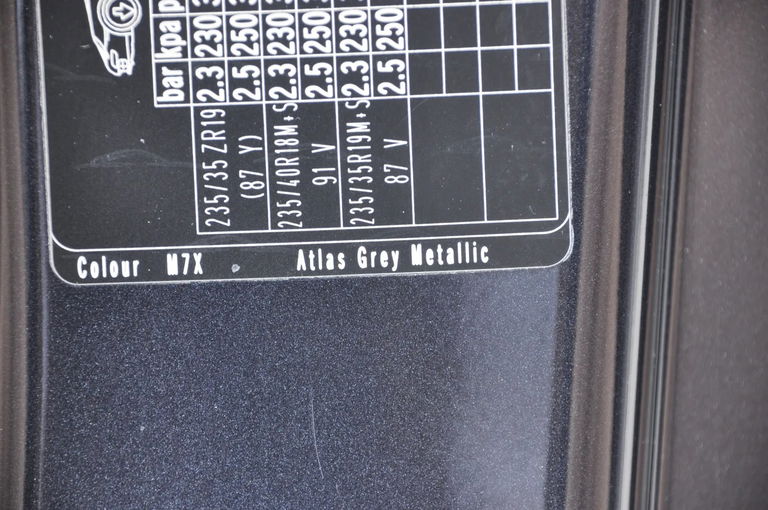 bar kpa
2.3 230
2.5 250
2.3 230
2.5 250
2.3 230
2.5 250
235/35 ZR19
(87 Y)
235/40R18M+S
91 V
235/35R19M+S
87 V
Colour M7X Atlas Grey Metallic